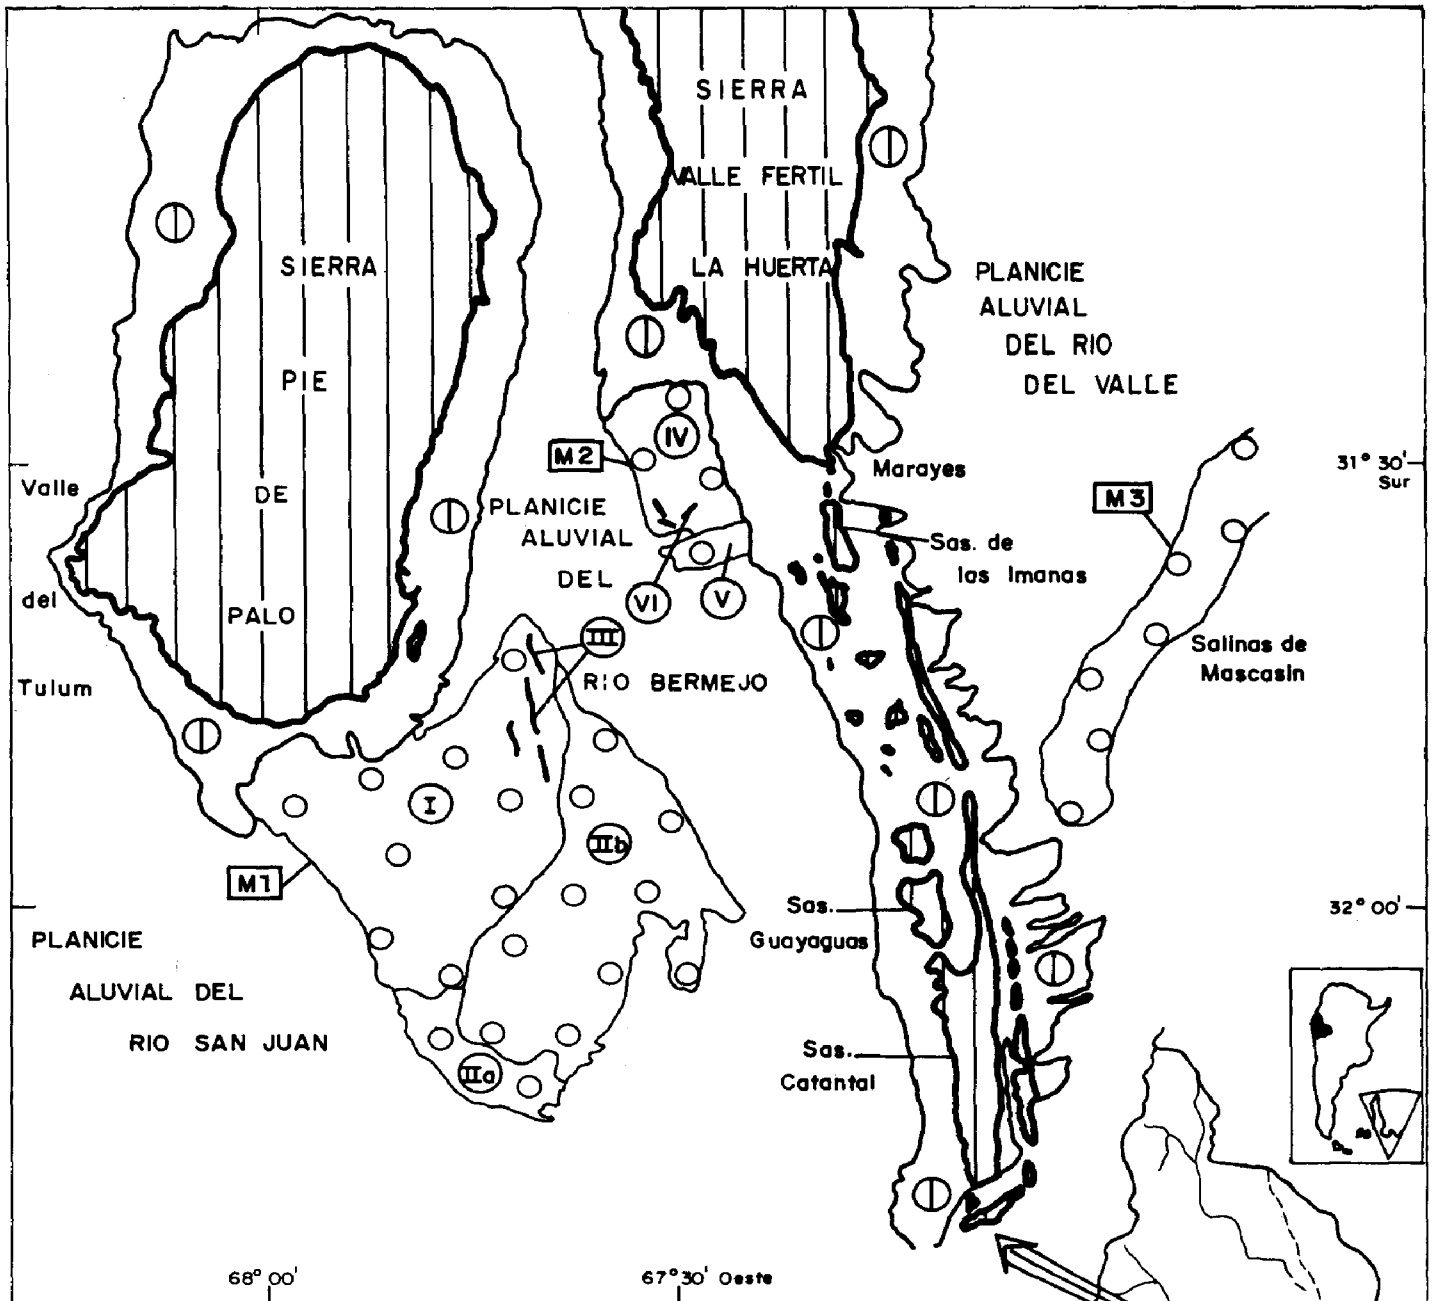 SIERRA
PIE
DE
PALO
SIERRA
VALLE FERTIL
LA HUERTA
PLANICIE
ALUVIAL
DEL RIO
DEL VALLE
Marayes
31° 30'
Sur
M3
Sas. de
las Imanas
Salinas de
Mascasin
Valle
del
Tulum
M2
IV
PLANICIE
ALUVIAL
DEL
RIO BERMEJO
VI
V
III
I
IIb
IIa
M1
PLANICIE
ALUVIAL DEL
RIO SAN JUAN
Sas.
Guayaguas
Sas.
Catantal
32° 00'
68° 00'
67° 30' Oeste